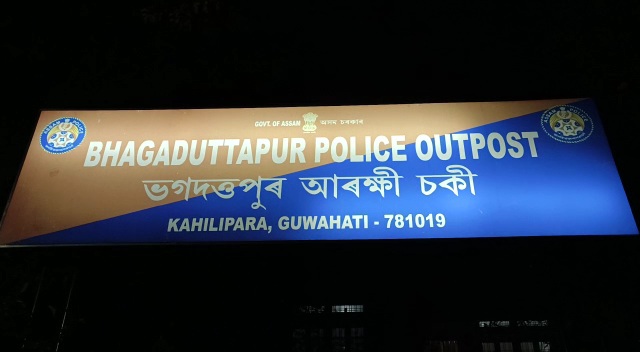 GOVT. OF ASSAM অসম চৰকাৰ
BHAGADUTTAPUR POLICE OUTPOST
ভগদত্তপুৰ আৰক্ষী চকী
KAHILIPARA, GUWAHATI - 781019